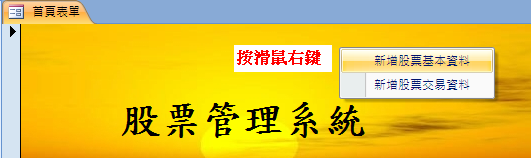 首頁表單
按滑鼠右鍵
新增股票基本資料
新增股票交易資料
股票管理系統